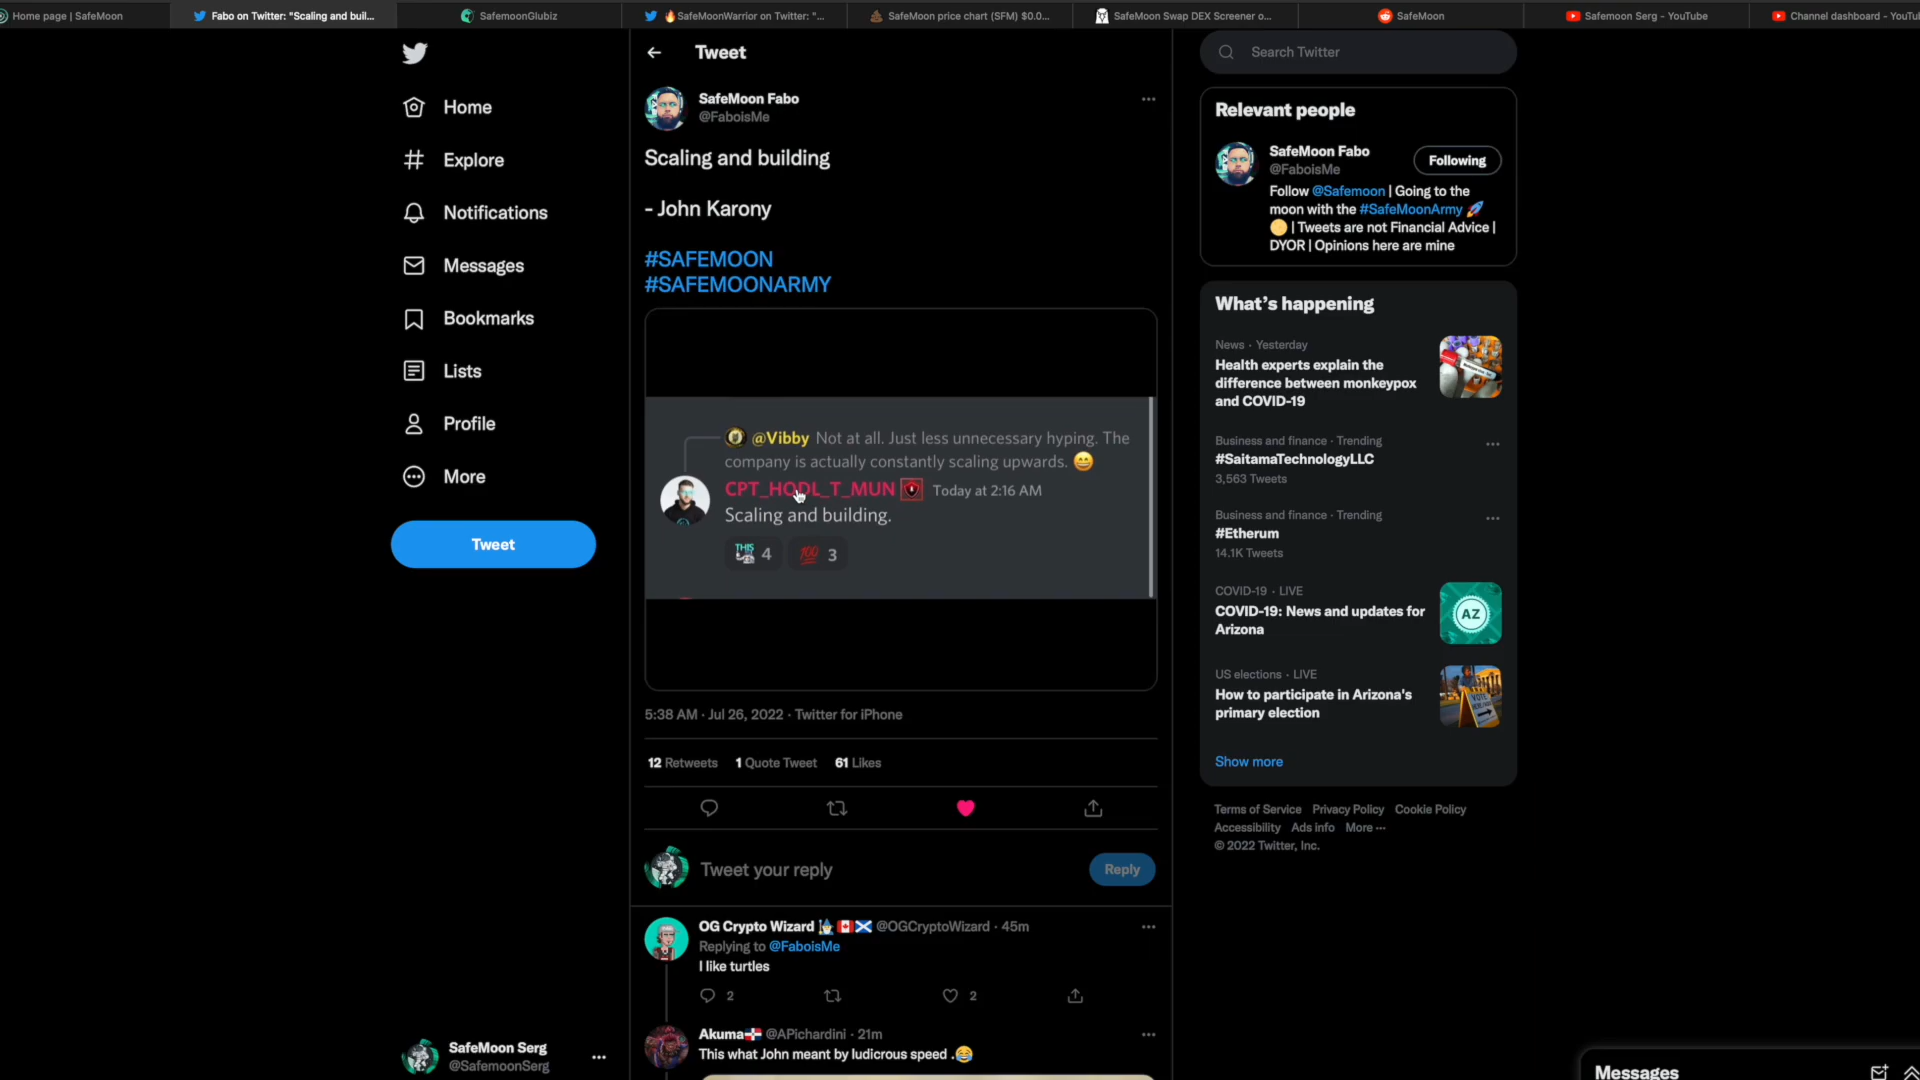 Home page | SafeMoon
Fabo on Twitter: "Scaling and buil...
SafemoonGlubiz
🔥SafeMoonWarrior on Twitter: "...
SafeMoon price chart (SFM) $0.0...
SafeMoon Swap DEX Screener o...
SafeMoon
Safemoon Serg - YouTube
Channel dashboard - YouTu
Home
Explore
Notifications
Messages
Bookmarks
Lists
Profile
More
Tweet
SafeMoon Serg
@SafemoonSerg
Tweet
SafeMoon Fabo
@FaboisMe
Scaling and building
- John Karony
#SAFEMOON
#SAFEMOONARMY
@Vibby Not at all. Just less unnecessary hyping. The
company is actually constantly scaling upwards. 😄
CPT_HODL_T_MUN Today at 2:16 AM
Scaling and building.
THIS 4 💯 3
5:38 AM · Jul 26, 2022 · Twitter for iPhone
12 Retweets 1 Quote Tweet 61 Likes
Tweet your reply
Reply
OG Crypto Wizard 🧙‍♂️🇨🇦🏴󠁧󠁢󠁳󠁣󠁴󠁿 @OGCryptoWizard · 45m
Replying to @FaboisMe
I like turtles
2 2
Akuma🇩🇴 @APichardini · 21m
This what John meant by ludicrous speed .😂
Search Twitter
Relevant people
SafeMoon Fabo
@FaboisMe
Following
Follow @Safemoon | Going to the
moon with the #SafeMoonArmy 🚀
🌕 | Tweets are not Financial Advice |
DYOR | Opinions here are mine
What's happening
News · Yesterday
Health experts explain the
difference between monkeypox
and COVID-19
Business and finance · Trending
#SaitamaTechnologyLLC
3,563 Tweets
Business and finance · Trending
#Etherum
14.1K Tweets
COVID-19 · LIVE
COVID-19: News and updates for
Arizona
AZ
US elections · LIVE
How to participate in Arizona's
primary election
VOTE
Show more
Terms of Service Privacy Policy Cookie Policy
Accessibility Ads info More ···
© 2022 Twitter, Inc.
Messages